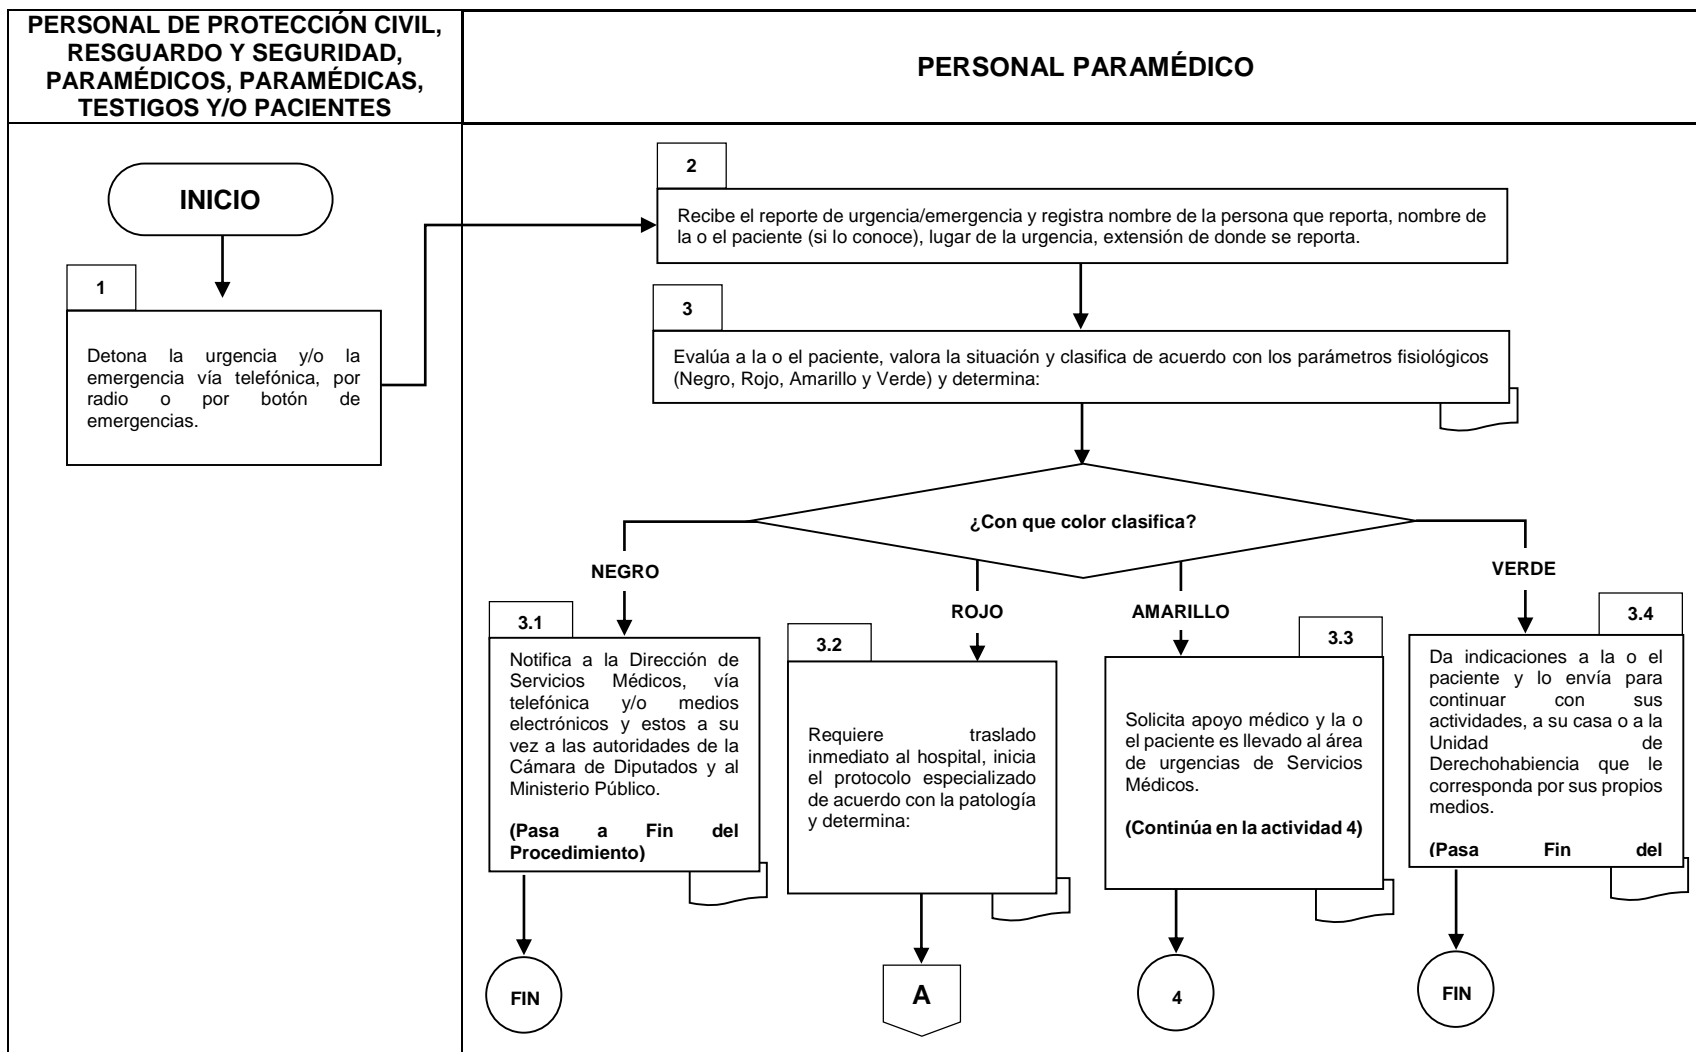 PERSONAL DE PROTECCIÓN CIVIL,
RESGUARDO Y SEGURIDAD,
PARAMÉDICOS, PARAMÉDICAS,
TESTIGOS Y/O PACIENTES
PERSONAL PARAMÉDICO
INICIO
1
Detona la urgencia y/o la
emergencia vía telefónica, por
radio o por botón de
emergencias.
2
Recibe el reporte de urgencia/emergencia y registra nombre de la persona que reporta, nombre de
la o el paciente (si lo conoce), lugar de la urgencia, extensión de donde se reporta.
3
Evalúa a la o el paciente, valora la situación y clasifica de acuerdo con los parámetros fisiológicos
(Negro, Rojo, Amarillo y Verde) y determina:
¿Con que color clasifica?
NEGRO
ROJO
AMARILLO
VERDE
3.1
Notifica a la Dirección de
Servicios Médicos, vía
telefónica y/o medios
electrónicos y estos a su
vez a las autoridades de la
Cámara de Diputados y al
Ministerio Público.
(Pasa a Fin del
Procedimiento)
FIN
3.2
Requiere traslado
inmediato al hospital, inicia
el protocolo especializado
de acuerdo con la patología
y determina:
A
3.3
Solicita apoyo médico y la o
el paciente es llevado al área
de urgencias de Servicios
Médicos.
(Continúa en la actividad 4)
4
3.4
Da indicaciones a la o el
paciente y lo envía para
continuar con sus
actividades, a su casa o a la
Unidad de
Derechohabiencia que le
corresponda por sus propios
medios.
(Pasa Fin del
FIN